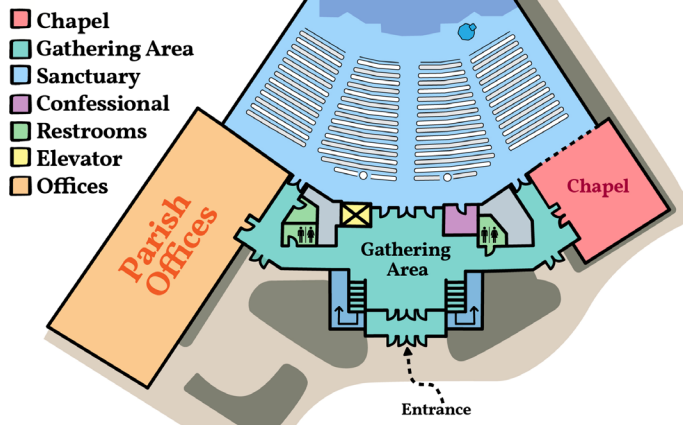 Chapel
Gathering Area
Sanctuary
Confessional
Restrooms
Elevator
Offices
Parish
Offices
Chapel
Gathering
Area
Entrance